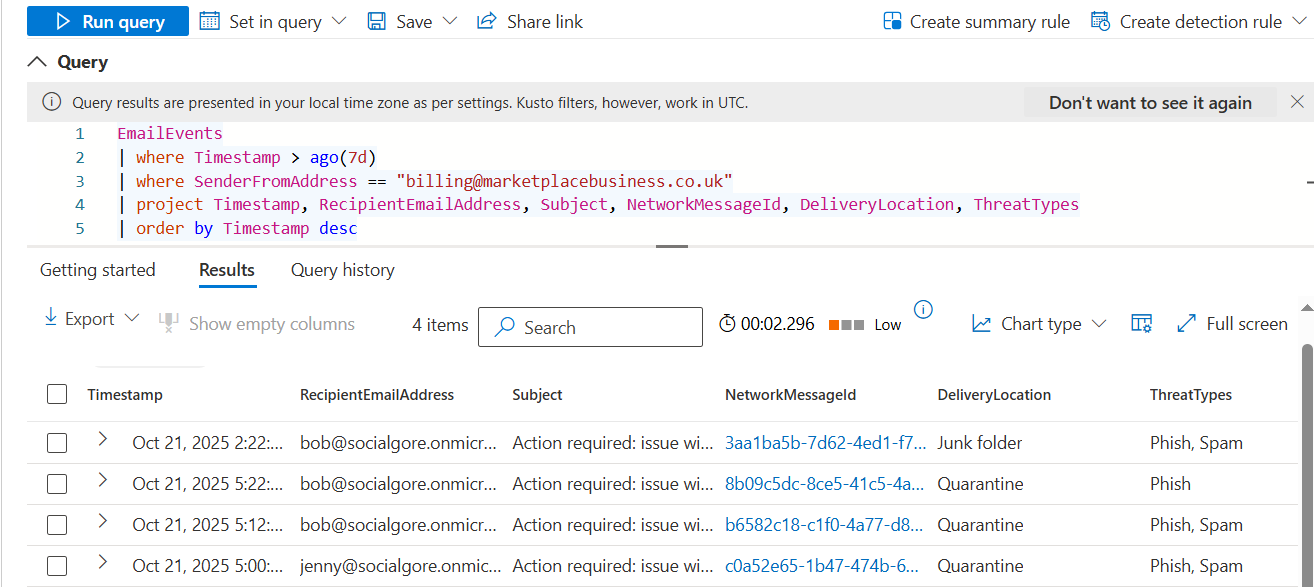 Run query Set in query Save Share link Create summary rule Create detection rule
Query
Query results are presented in your local time zone as per settings. Kusto filters, however, work in UTC. Don't want to see it again
1 EmailEvents
2 | where Timestamp > ago(7d)
3 | where SenderFromAddress == "billing@marketplacebusiness.co.uk"
4 | project Timestamp, RecipientEmailAddress, Subject, NetworkMessageId, DeliveryLocation, ThreatTypes
5 | order by Timestamp desc
Getting started Results Query history
Export Show empty columns 4 items Search 00:02.296 Low Chart type Full screen
Timestamp RecipientEmailAddress Subject NetworkMessageId DeliveryLocation ThreatTypes
Oct 21, 2025 2:22:... bob@socialgore.onmicr... Action required: issue wi... 3aa1ba5b-7d62-4ed1-f7... Junk folder Phish, Spam
Oct 21, 2025 5:22:... bob@socialgore.onmicr... Action required: issue wi... 8b09c5dc-8ce5-41c5-4a... Quarantine Phish
Oct 21, 2025 5:12:... bob@socialgore.onmicr... Action required: issue wi... b6582c18-c1f0-4a77-d8... Quarantine Phish, Spam
Oct 21, 2025 5:00:... jenny@socialgore.onmic... Action required: issue wi... c0a52e65-1b47-474b-6... Quarantine Phish, Spam